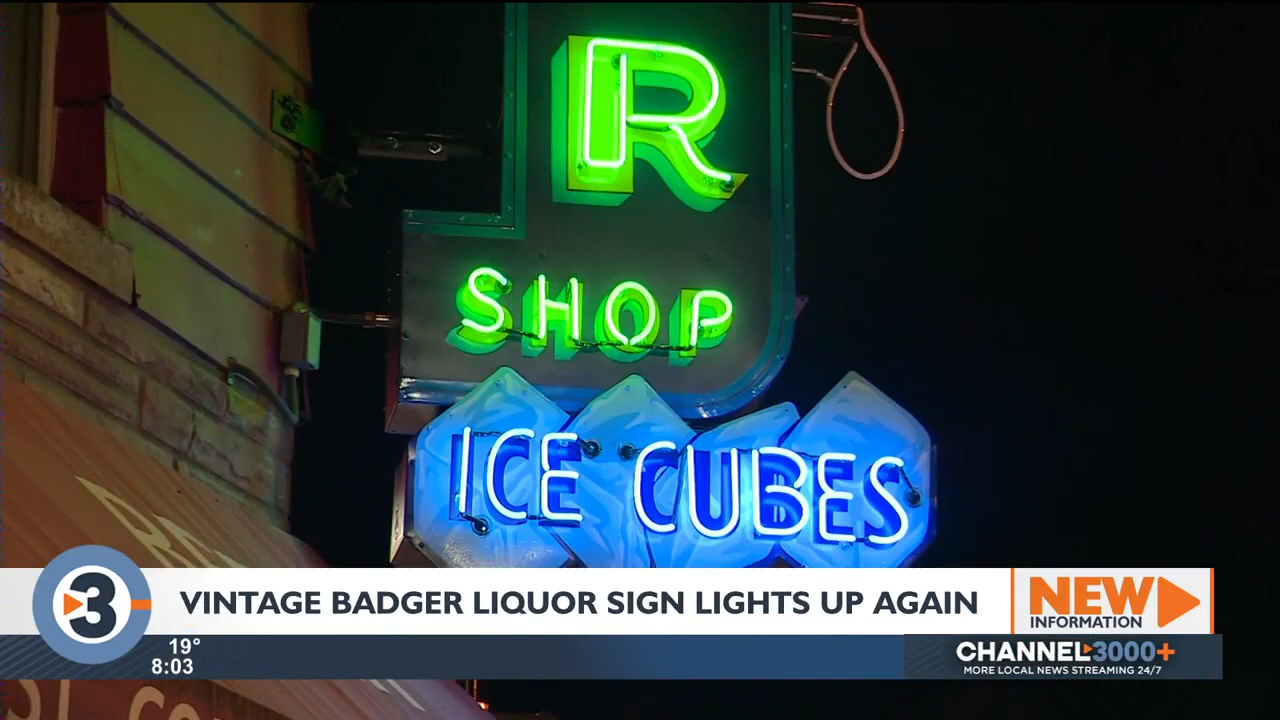 R
SHOP
ICE CUBES
3
VINTAGE BADGER LIQUOR SIGN LIGHTS UP AGAIN
NEW
INFORMATION
19°
8:03
CHANNEL3000+
MORE LOCAL NEWS STREAMING 24/7